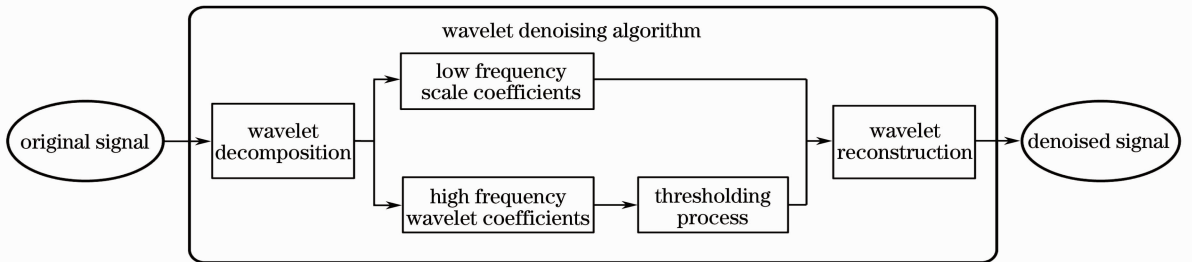 wavelet denoising algorithm
original signal
wavelet
decomposition
low frequency
scale coefficients
high frequency
wavelet coefficients
thresholding
process
wavelet
reconstruction
denoised signal